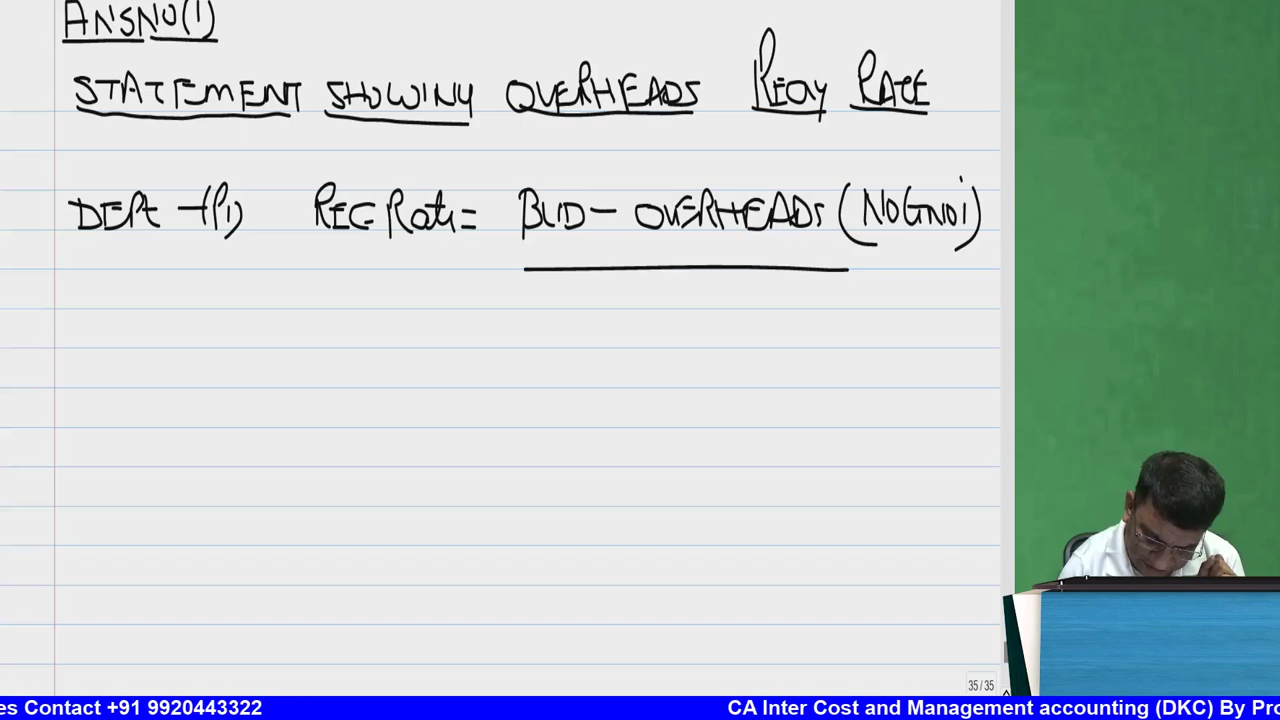 ANSNO(1)
STATEMENT SHOWING OVERHEADS Recoy RATE
DEPt -(P1) REC Rate = BUD - OVERHEADS (NOGNOi)
35/35
es Contact +91 9920443322
CA Inter Cost and Management accounting (DKC) By Pro